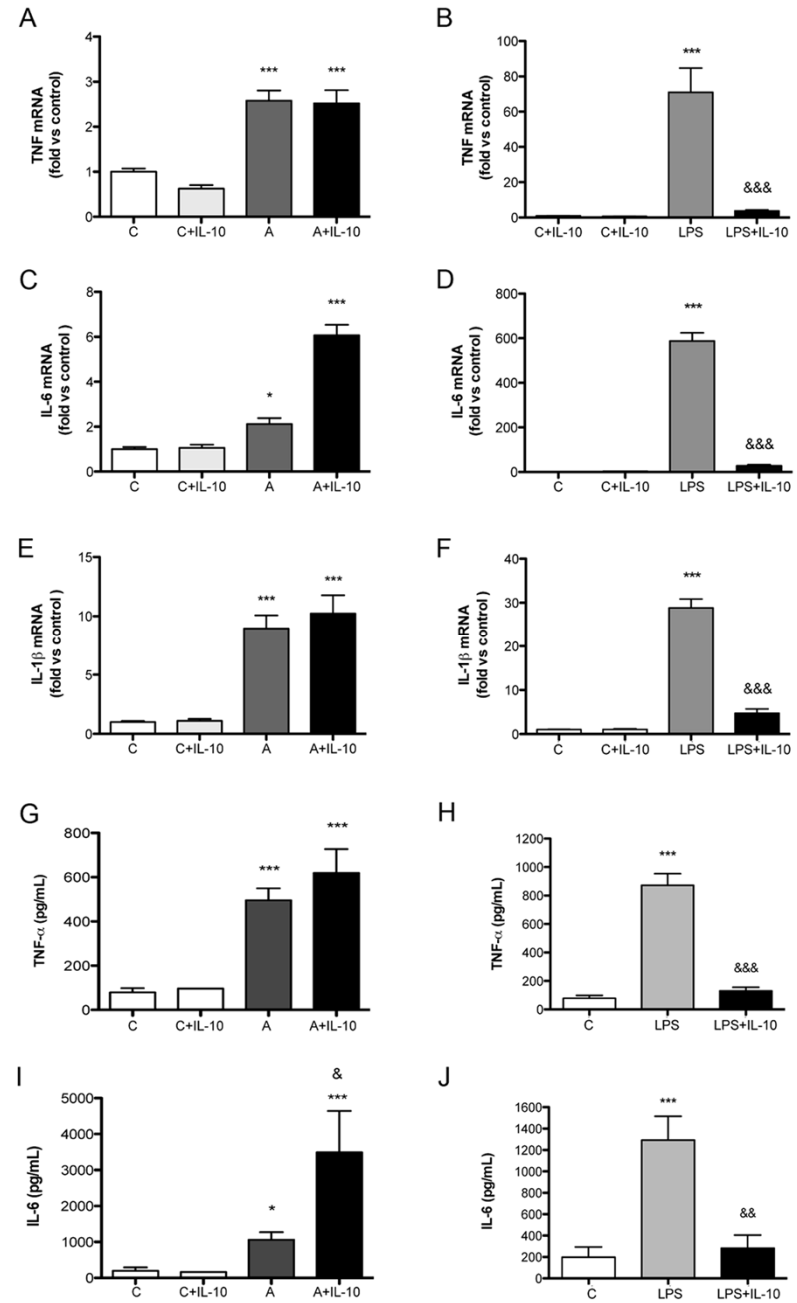 A
TNF mRNA
(fold vs control)
4
3
2
1
0
***
***
C
C+IL-10
A
A+IL-10
B
TNF mRNA
(fold vs control)
100
80
60
40
20
0
***
&&&
C+IL-10
C+IL-10
LPS
LPS+IL-10
C
IL-6 mRNA
(fold vs control )
8
6
4
2
0
*
***
C
C+IL-10
A
A+IL-10
D
IL-6 mRNA
(fold vs control )
800
600
400
200
0
***
&&&
C
C+IL-10
LPS
LPS+IL-10
E
IL-1β mRNA
(fold vs control )
15
10
5
0
***
***
C
C+IL-10
A
A+IL-10
F
IL-1β mRNA
(fold vs control )
40
30
20
10
0
***
&&&
C
C+IL-10
LPS
LPS+IL-10
G
TNF-α (pg/mL)
800
600
400
200
0
***
***
C
C+IL-10
A
A+IL-10
H
TNF-α (pg/mL)
1200
1000
800
600
400
200
0
***
&&&
C
LPS
LPS+IL-10
I
IL-6 (pg/mL)
5000
4000
3000
2000
1000
0
*
&
***
C
C+IL-10
A
A+IL-10
J
IL-6 (pg/mL)
1600
1400
1200
1000
800
600
400
200
0
***
&&
C
LPS
LPS+IL-10